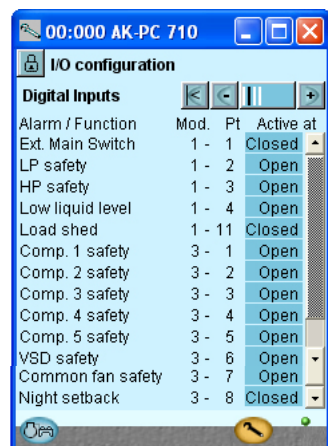 00:000 AK-PC 710
I/O configuration
Digital Inputs
Alarm / Function Mod. Pt Active at
Ext. Main Switch 1 - 1 Closed
LP safety 1 - 2 Open
HP safety 1 - 3 Open
Low liquid level 1 - 4 Open
Load shed 1 - 11 Closed
Comp. 1 safety 3 - 1 Open
Comp. 2 safety 3 - 2 Open
Comp. 3 safety 3 - 3 Open
Comp. 4 safety 3 - 4 Open
Comp. 5 safety 3 - 5 Open
VSD safety 3 - 6 Open
Common fan safety 3 - 7 Open
Night setback 3 - 8 Closed